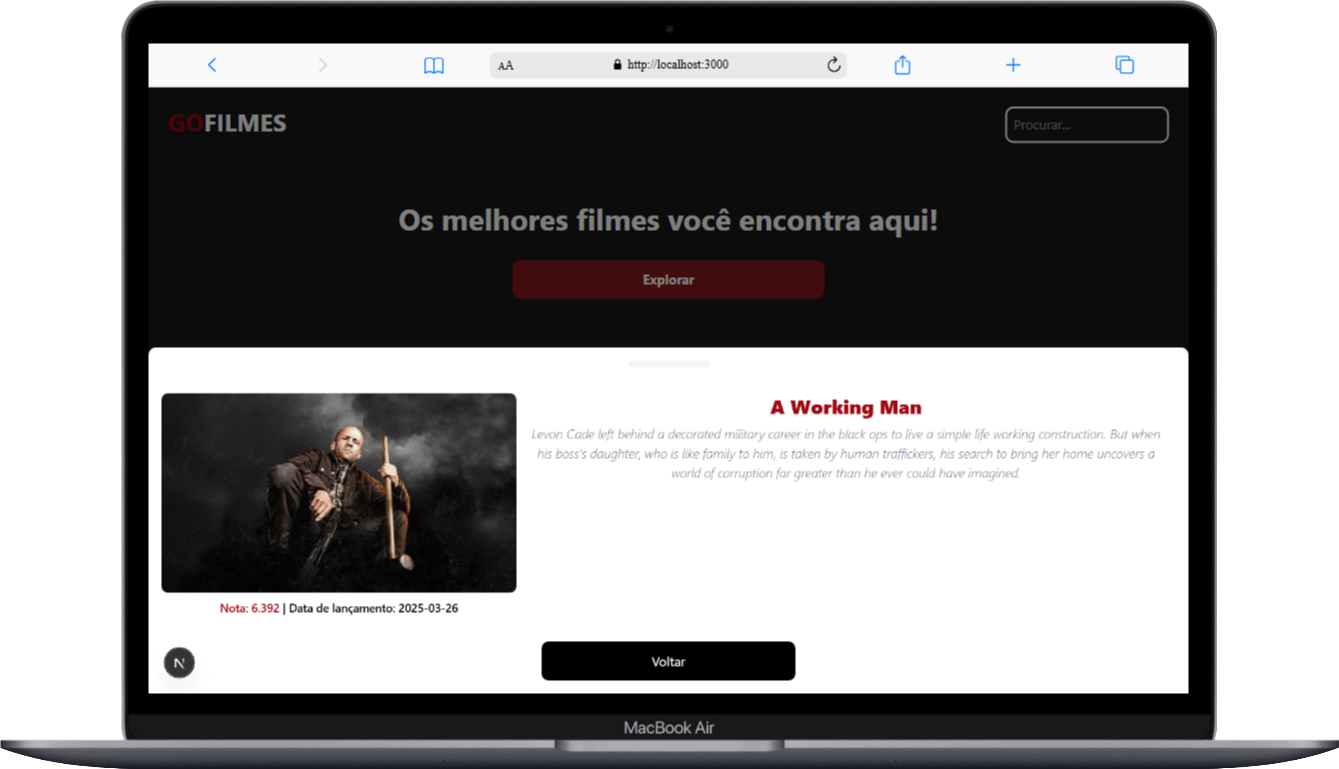 AA http://localhost:3000
GOFILMES
Procurar...
Os melhores filmes você encontra aqui!
Explorar
A Working Man
Levon Cade left behind a decorated military career in the black ops to live a simple life working construction. But when
his boss's daughter, who is like family to him, is taken by human traffickers, his search to bring her home uncovers a
world of corruption far greater than he ever could have imagined.
Nota: 6.392 | Data de lançamento: 2025-03-26
N
Voltar
MacBook Air